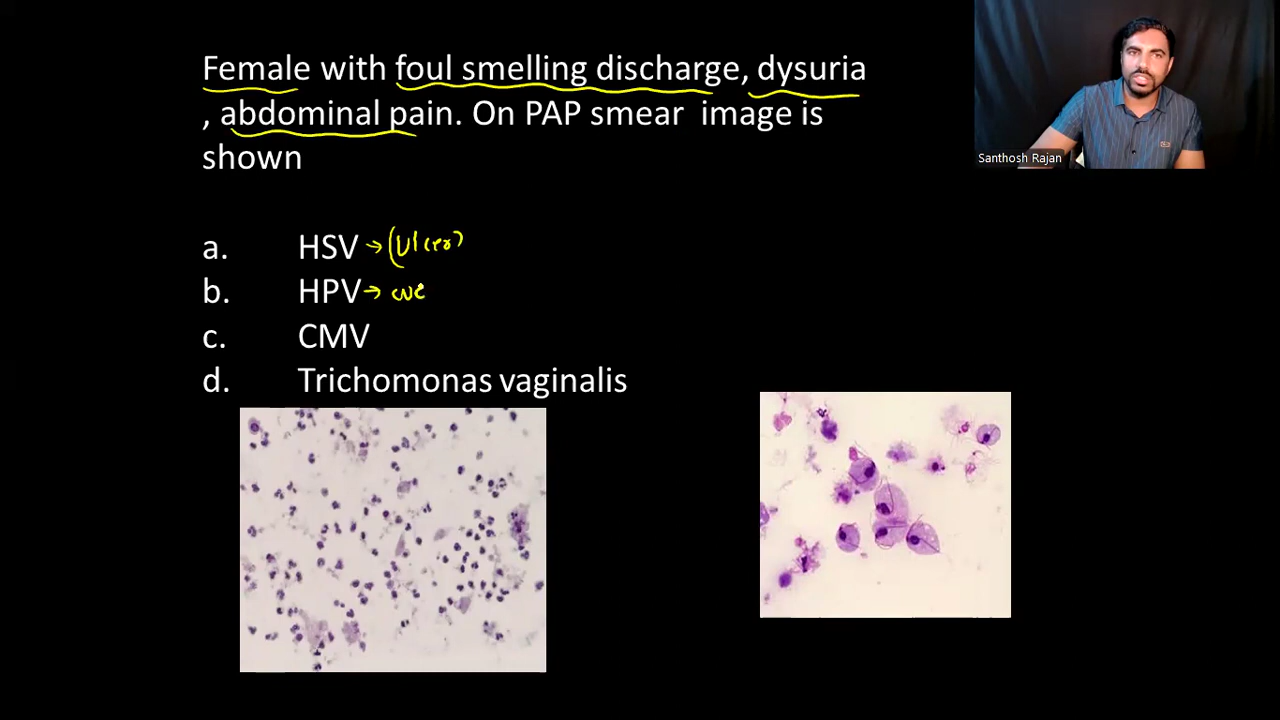 Female with foul smelling discharge, dysuria
, abdominal pain. On PAP smear image is
shown
Santhosh Rajan
a. HSV → (Ulcer)
b. HPV →
c. CMV
d. Trichomonas vaginalis